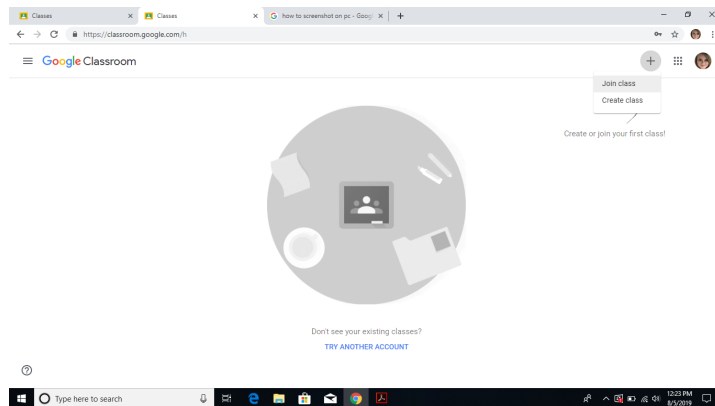 Classes
Classes
how to screenshot on pc - Goog
https://classroom.google.com/h
Google Classroom
Join class
Create class
Create or join your first class!
Don't see your existing classes?
TRY ANOTHER ACCOUNT
Type here to search
12:23 PM
8/5/2019